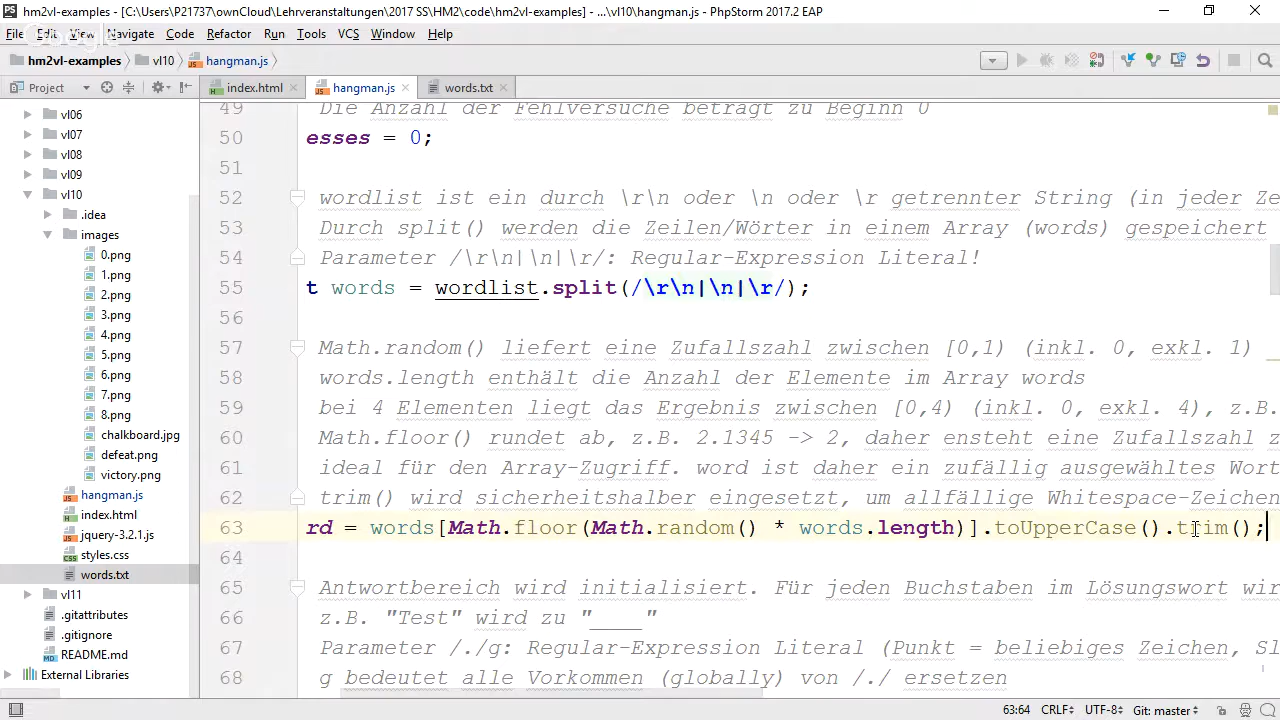 hm2vl-examples - [C:\Users\P21737\ownCloud\Lehrveranstaltungen\2017 SS\HM2\code\hm2vl-examples] - ...\vl10\hangman.js - PhpStorm 2017.2 EAP
File Edit View Navigate Code Refactor Run Tools VCS Window Help
hm2vl-examples vl10 hangman.js
Project index.html hangman.js words.txt
vl06
vl07
vl08
vl09
vl10
.idea
images
0.png
1.png
2.png
3.png
4.png
5.png
6.png
7.png
8.png
chalkboard.jpg
defeat.png
victory.png
hangman.js
index.html
jquery-3.2.1.js
styles.css
words.txt
vl11
.gitattributes
.gitignore
README.md
External Libraries
49 Die Anzahl der Fehlversuche beträgt zu Beginn 0
50 esses = 0;
51
52 wordlist ist ein durch \r\n oder \n oder \r getrennter String (in jeder Ze
53 Durch split() werden die Zeilen/Wörter in einem Array (words) gespeichert
54 Parameter /\r\n|\n|\r/: Regular-Expression Literal!
55 t words = wordlist.split(/\r\n|\n|\r/);
56
57 Math.random() liefert eine Zufallszahl zwischen [0,1) (inkl. 0, exkl. 1)
58 words.length enthält die Anzahl der Elemente im Array words
59 bei 4 Elementen liegt das Ergebnis zwischen [0,4) (inkl. 0, exkl. 4), z.B.
60 Math.floor() rundet ab, z.B. 2.1345 -> 2, daher ensteht eine Zufallszahl z
61 ideal für den Array-Zugriff. word ist daher ein zufällig ausgewähltes Wort
62 trim() wird sicherheitshalber eingesetzt, um allfällige Whitespace-Zeichen
63 rd = words[Math.floor(Math.random() * words.length)].toUpperCase().trim();
64
65 Antwortbereich wird initialisiert. Für jeden Buchstaben im Lösungswort wir
66 z.B. "Test" wird zu "____"
67 Parameter /./g: Regular-Expression Literal (Punkt = beliebiges Zeichen, Sl
68 g bedeutet alle Vorkommen (globally) von /./ ersetzen
63:64 CRLF UTF-8 Git: master